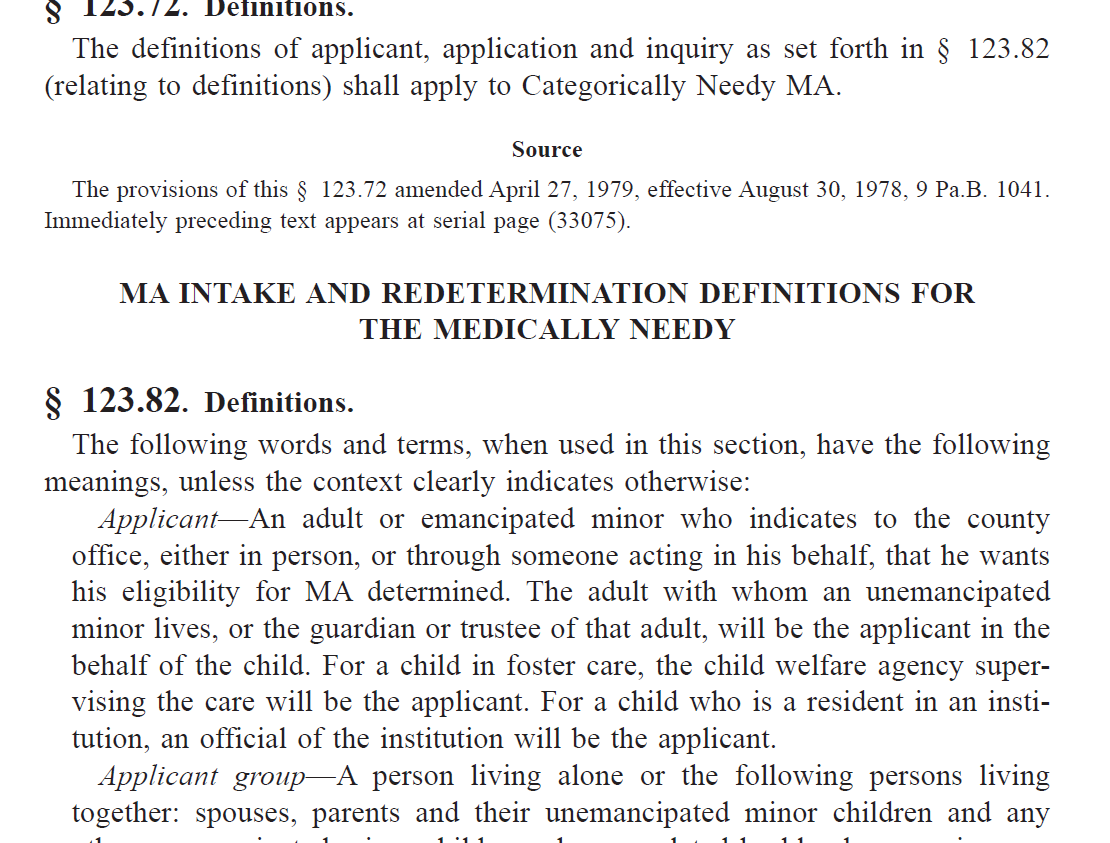 § 123.72. Definitions.
The definitions of applicant, application and inquiry as set forth in § 123.82
(relating to definitions) shall apply to Categorically Needy MA.
Source
The provisions of this § 123.72 amended April 27, 1979, effective August 30, 1978, 9 Pa.B. 1041.
Immediately preceding text appears at serial page (33075).
MA INTAKE AND REDETERMINATION DEFINITIONS FOR
THE MEDICALLY NEEDY
§ 123.82. Definitions.
The following words and terms, when used in this section, have the following
meanings, unless the context clearly indicates otherwise:
Applicant—An adult or emancipated minor who indicates to the county
office, either in person, or through someone acting in his behalf, that he wants
his eligibility for MA determined. The adult with whom an unemancipated
minor lives, or the guardian or trustee of that adult, will be the applicant in the
behalf of the child. For a child in foster care, the child welfare agency super-
vising the care will be the applicant. For a child who is a resident in an insti-
tution, an official of the institution will be the applicant.
Applicant group—A person living alone or the following persons living
together: spouses, parents and their unemancipated minor children and any